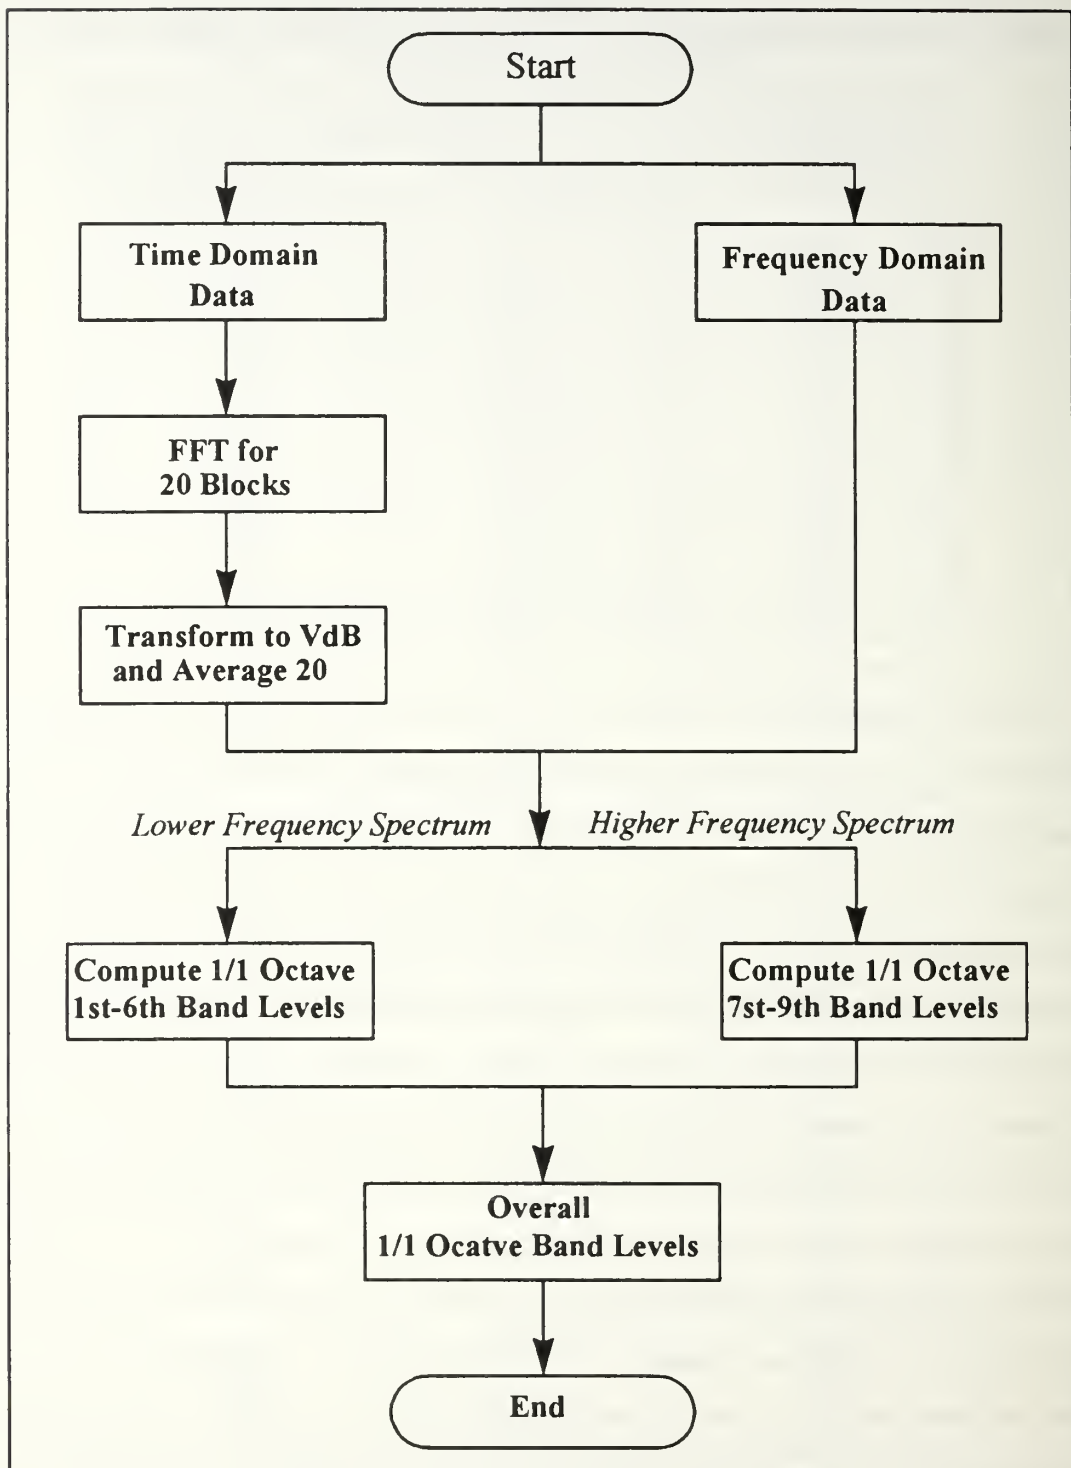 Start
Time Domain
Data
Frequency Domain
Data
FFT for
20 Blocks
Transform to VdB
and Average 20
Lower Frequency Spectrum
Higher Frequency Spectrum
Compute 1/1 Octave
1st-6th Band Levels
Compute 1/1 Octave
7st-9th Band Levels
Overall
1/1 Ocatve Band Levels
End